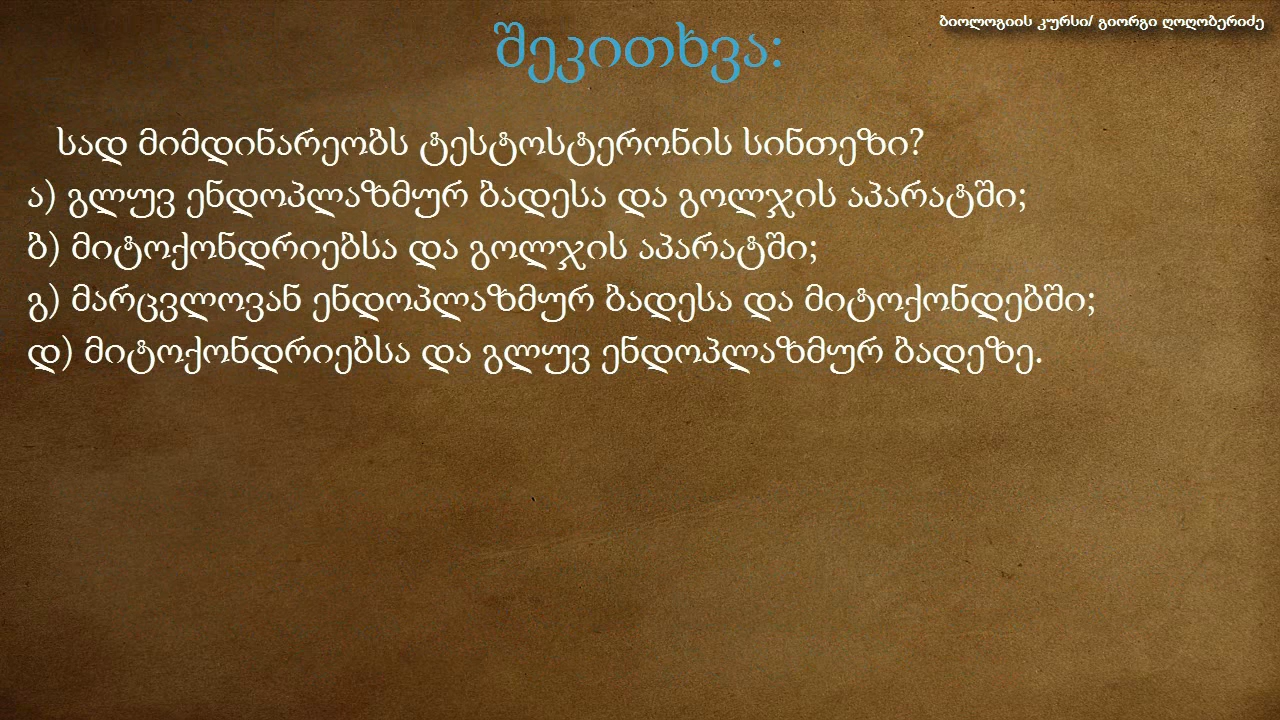 ბიოლოგიის კურსი/ გიორგი ღოღობერიძე
შეკითხვა:
სად მიმდინარეობს ტესტოსტერონის სინთეზი?
ა) გლუვ ენდოპლაზმურ ბადესა და გოლჯის აპარატში;
ბ) მიტოქონდრიებსა და გოლჯის აპარატში;
გ) მარცვლოვან ენდოპლაზმურ ბადესა და მიტოქონდებში;
დ) მიტოქონდრიებსა და გლუვ ენდოპლაზმურ ბადეზე.